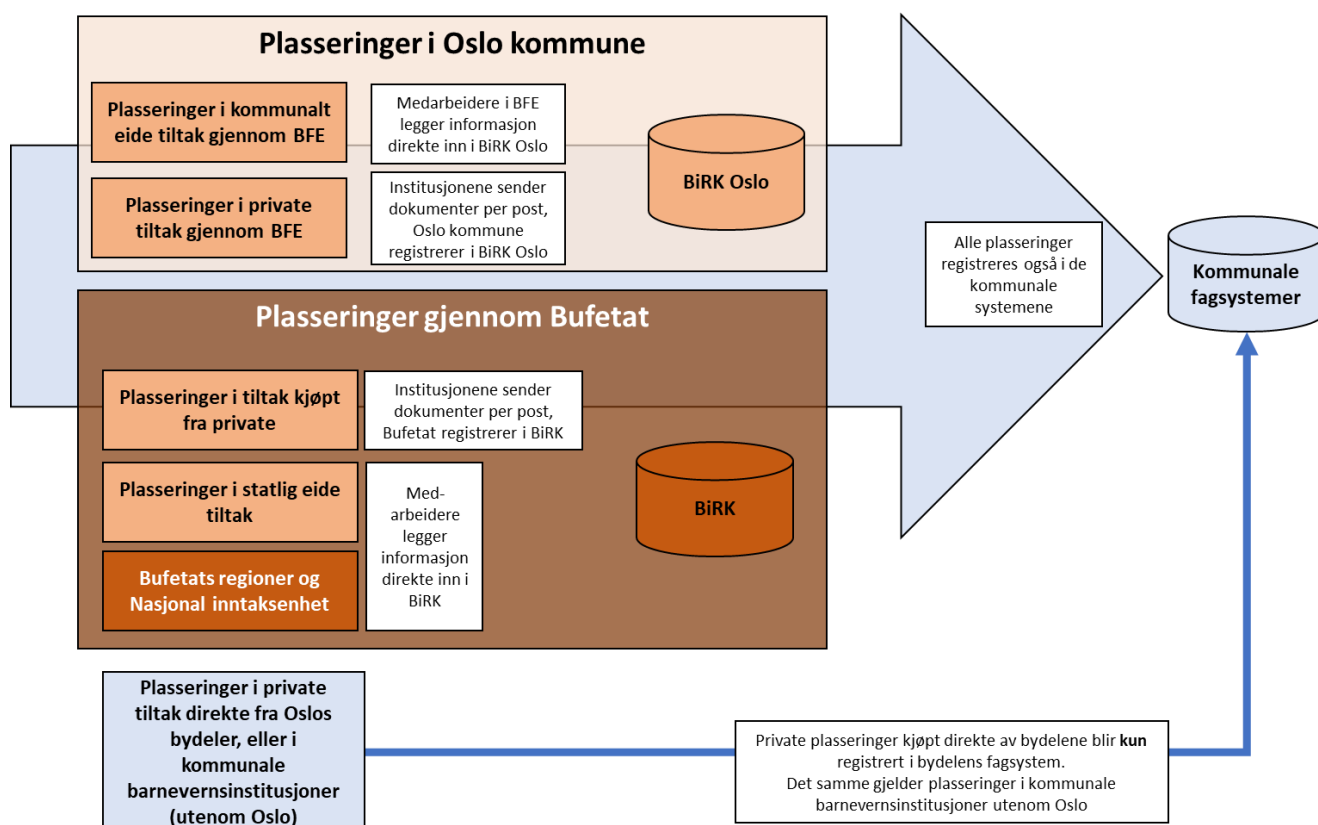 Plasseringer i Oslo kommune
Plasseringer i kommunalt
eide tiltak gjennom BFE
Medarbeidere i BFE
legger informasjon
direkte inn i BiRK Oslo
Plasseringer i private
tiltak gjennom BFE
Institusjonene sender
dokumenter per post,
Oslo kommune
registrerer i BiRK Oslo
BiRK Oslo
Alle plasseringer
registreres også i de
kommunale
systemene
Kommunale
fagsystemer
Plasseringer gjennom Bufetat
Plasseringer i tiltak kjøpt
fra private
Institusjonene sender
dokumenter per post,
Bufetat registrerer i BiRK
Plasseringer i statlig eide
tiltak
Med-
arbeidere
legger
informasjon
direkte inn i
BiRK
Bufetats regioner og
Nasjonal inntaksenhet
BiRK
Plasseringer i private
tiltak direkte fra Oslos
bydeler, eller i
kommunale
barnevernsinstitusjoner
(utenom Oslo)
Private plasseringer kjøpt direkte av bydelene blir kun
registrert i bydelens fagsystem.
Det samme gjelder plasseringer i kommunale
barnevernsinstitusjoner utenom Oslo